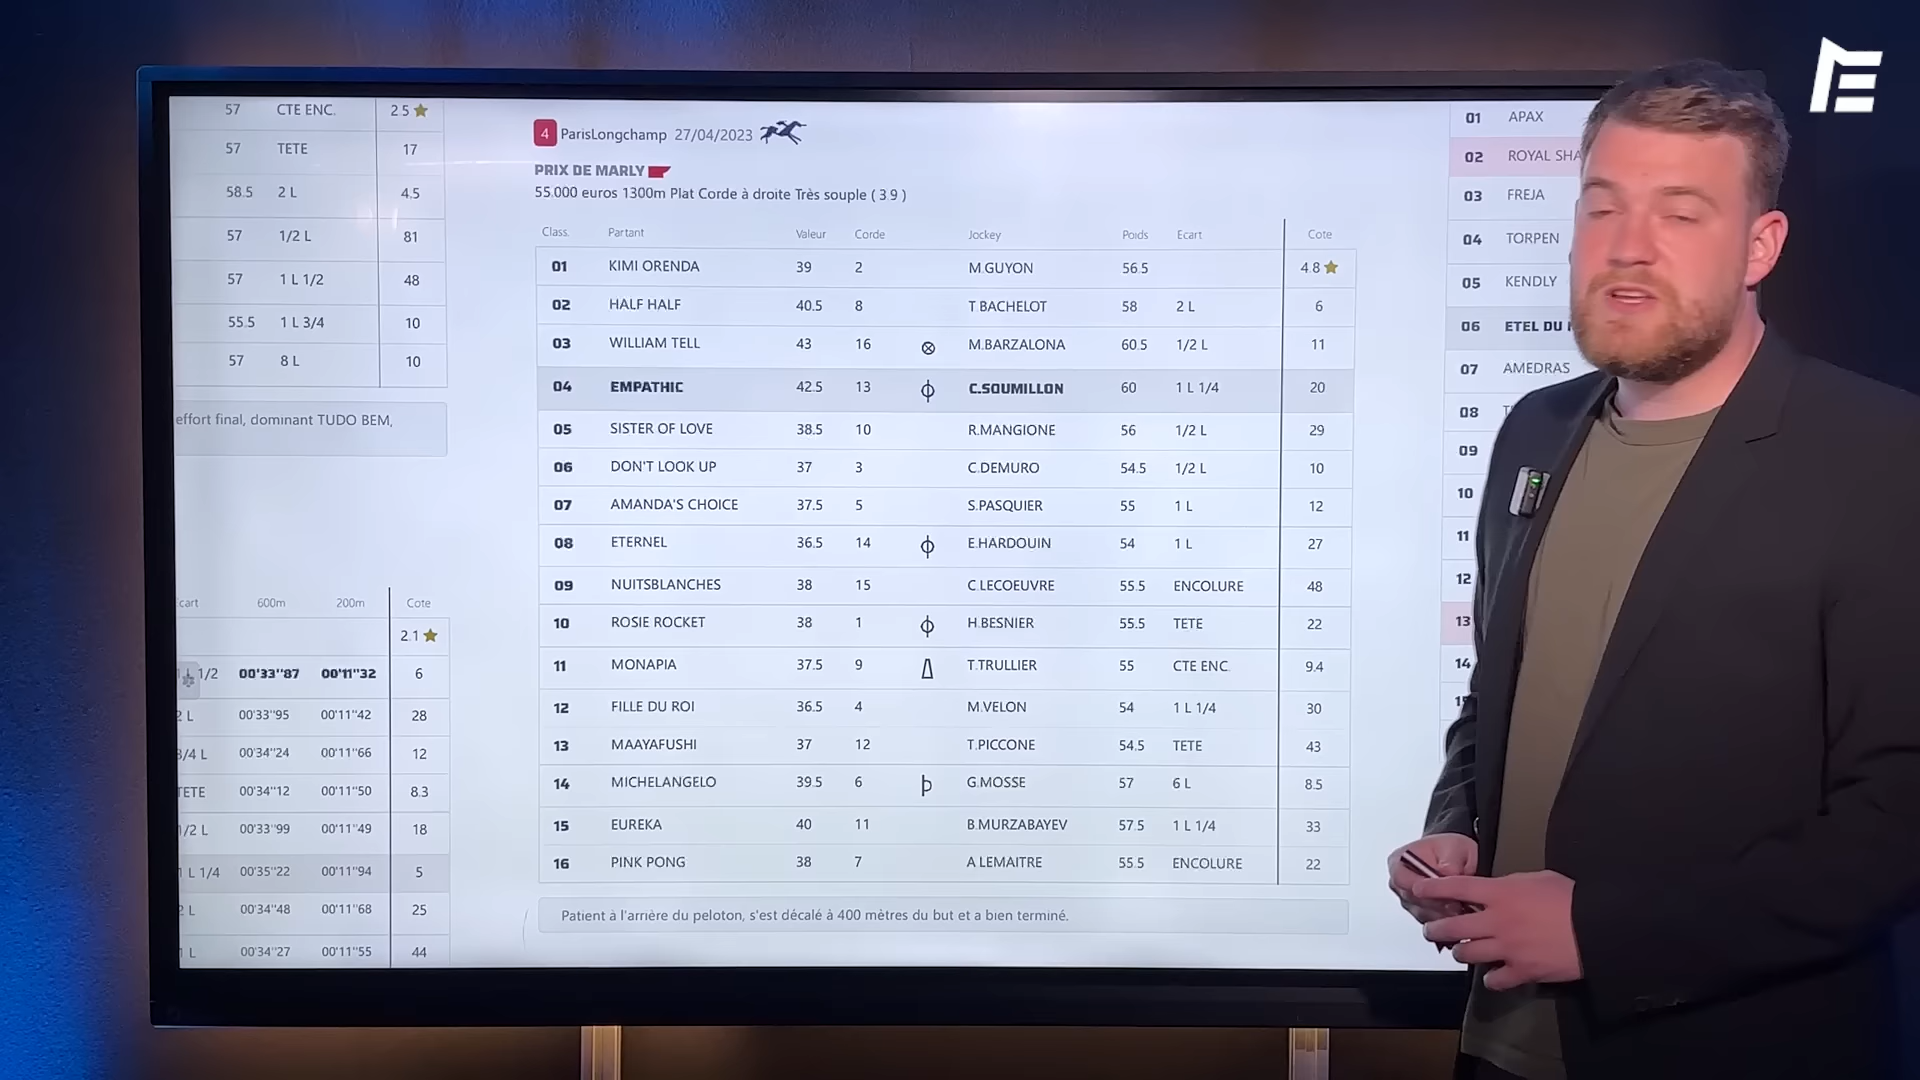 57 CTE ENC. 2.5
57 TETE 17
58.5 2 L 4.5
57 1/2 L 81
57 1 L 1/2 48
55.5 1 L 3/4 10
57 8 L 10
effort final, dominant TUDO BEM,
600m 200m Cote
2.1
1/2 00'33"87 00'11"32 6
2 L 00'33"95 00'11"42 28
3/4 L 00'34"24 00'11"66 12
TETE 00'34"12 00'11"50 8.3
1/2 L 00'33"99 00'11"49 18
1 L 1/4 00'35"22 00'11"94 5
2 L 00'34"48 00'11"68 25
1 L 00'34"27 00'11"55 44
4 ParisLongchamp 27/04/2023
PRIX DE MARLY
55.000 euros 1300m Plat Corde à droite Très souple ( 3.9 )
Class. Partant Valeur Corde Jockey Poids Ecart Cote
01 KIMI ORENDA 39 2 M.GUYON 56.5 4.8
02 HALF HALF 40.5 8 T.BACHELOT 58 2 L 6
03 WILLIAM TELL 43 16 M.BARZALONA 60.5 1/2 L 11
04 EMPATHIC 42.5 13 C.SOUMILLON 60 1 L 1/4 20
05 SISTER OF LOVE 38.5 10 R.MANGIONE 56 1/2 L 29
06 DON'T LOOK UP 37 3 C.DEMURO 54.5 1/2 L 10
07 AMANDA'S CHOICE 37.5 5 S.PASQUIER 55 1 L 12
08 ETERNEL 36.5 14 E.HARDOUIN 54 1 L 27
09 NUITSBLANCHES 38 15 C.LECOEUVRE 55.5 ENCOLURE 48
10 ROSIE ROCKET 38 1 H.BESNIER 55.5 TETE 22
11 MONAPIA 37.5 9 T.TRULLIER 55 CTE ENC. 9.4
12 FILLE DU ROI 36.5 4 M.VELON 54 1 L 1/4 30
13 MAAYAFUSHI 37 12 T.PICCONE 54.5 TETE 43
14 MICHELANGELO 39.5 6 G.MOSSE 57 6 L 8.5
15 EUREKA 40 11 B.MURZABAYEV 57.5 1 L 1/4 33
16 PINK PONG 38 7 A.LEMAITRE 55.5 ENCOLURE 22
Patient à l'arrière du peloton, s'est décalé à 400 mètres du but et a bien terminé.
01 APAX
02 ROYAL SHA
03 FREJA
04 TORPEN
05 KENDLY
06 ETEL DU
07 AMEDRAS
08
09
10
11
12
13
14